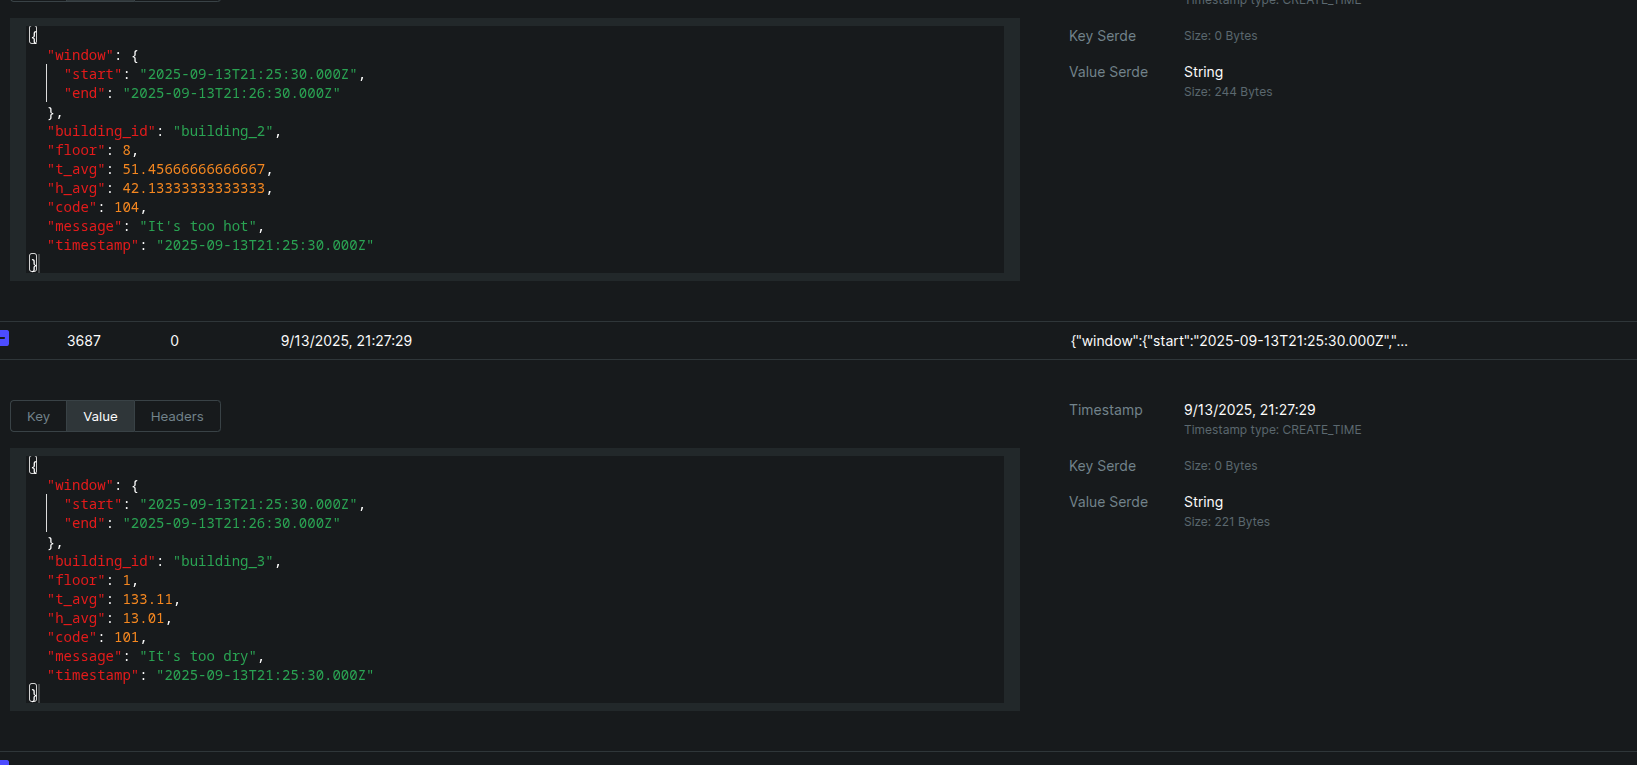 Timestamp type: CREATE_TIME
{
"window": {
"start": "2025-09-13T21:25:30.000Z",
"end": "2025-09-13T21:26:30.000Z"
},
"building_id": "building_2",
"floor": 8,
"t_avg": 51.45666666666667,
"h_avg": 42.13333333333333,
"code": 104,
"message": "It's too hot",
"timestamp": "2025-09-13T21:25:30.000Z"
}
Key Serde
Size: 0 Bytes
Value Serde
String
Size: 244 Bytes
3687 0 9/13/2025, 21:27:29 {"window":{"start":"2025-09-13T21:25:30.000Z","...
Key Value Headers
{
"window": {
"start": "2025-09-13T21:25:30.000Z",
"end": "2025-09-13T21:26:30.000Z"
},
"building_id": "building_3",
"floor": 1,
"t_avg": 133.11,
"h_avg": 13.01,
"code": 101,
"message": "It's too dry",
"timestamp": "2025-09-13T21:25:30.000Z"
}
Timestamp
9/13/2025, 21:27:29
Timestamp type: CREATE_TIME
Key Serde
Size: 0 Bytes
Value Serde
String
Size: 221 Bytes